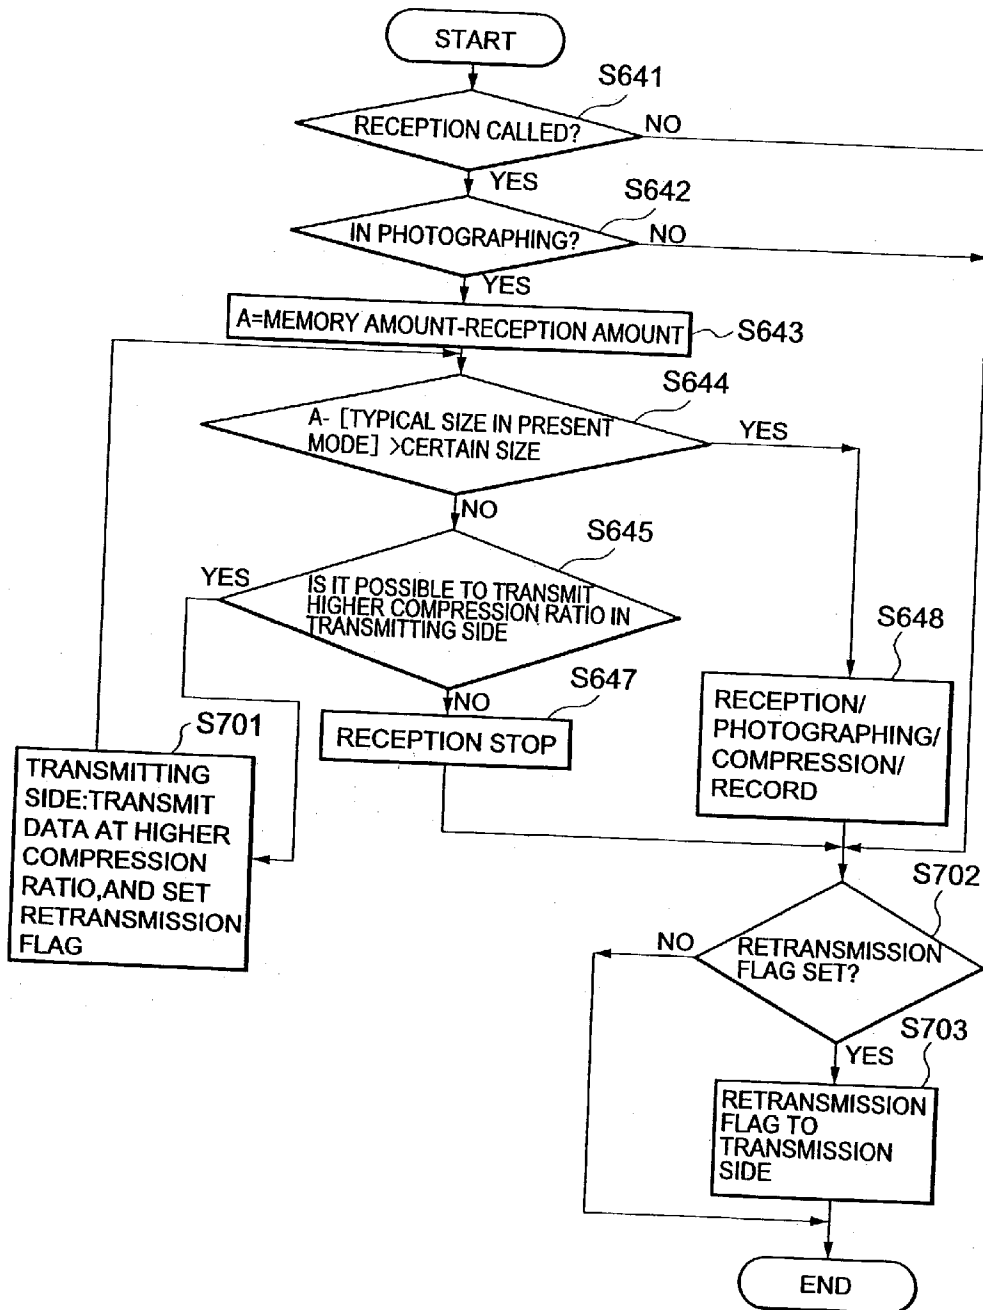 START
S641
RECEPTION CALLED?
NO
YES
S642
IN PHOTOGRAPHING?
NO
YES
A=MEMORY AMOUNT-RECEPTION AMOUNT
S643
S644
A- [TYPICAL SIZE IN PRESENT
MODE] >CERTAIN SIZE
YES
NO
S645
YES
IS IT POSSIBLE TO TRANSMIT
HIGHER COMPRESSION RATIO IN
TRANSMITTING SIDE
S648
S647
NO
RECEPTION/
PHOTOGRAPHING/
COMPRESSION/
RECORD
S701
RECEPTION STOP
TRANSMITTING
SIDE:TRANSMIT
DATA AT HIGHER
COMPRESSION
RATIO,AND SET
RETRANSMISSION
FLAG
S702
NO
RETRANSMISSION
FLAG SET?
S703
YES
RETRANSMISSION
FLAG TO
TRANSMISSION
SIDE
END